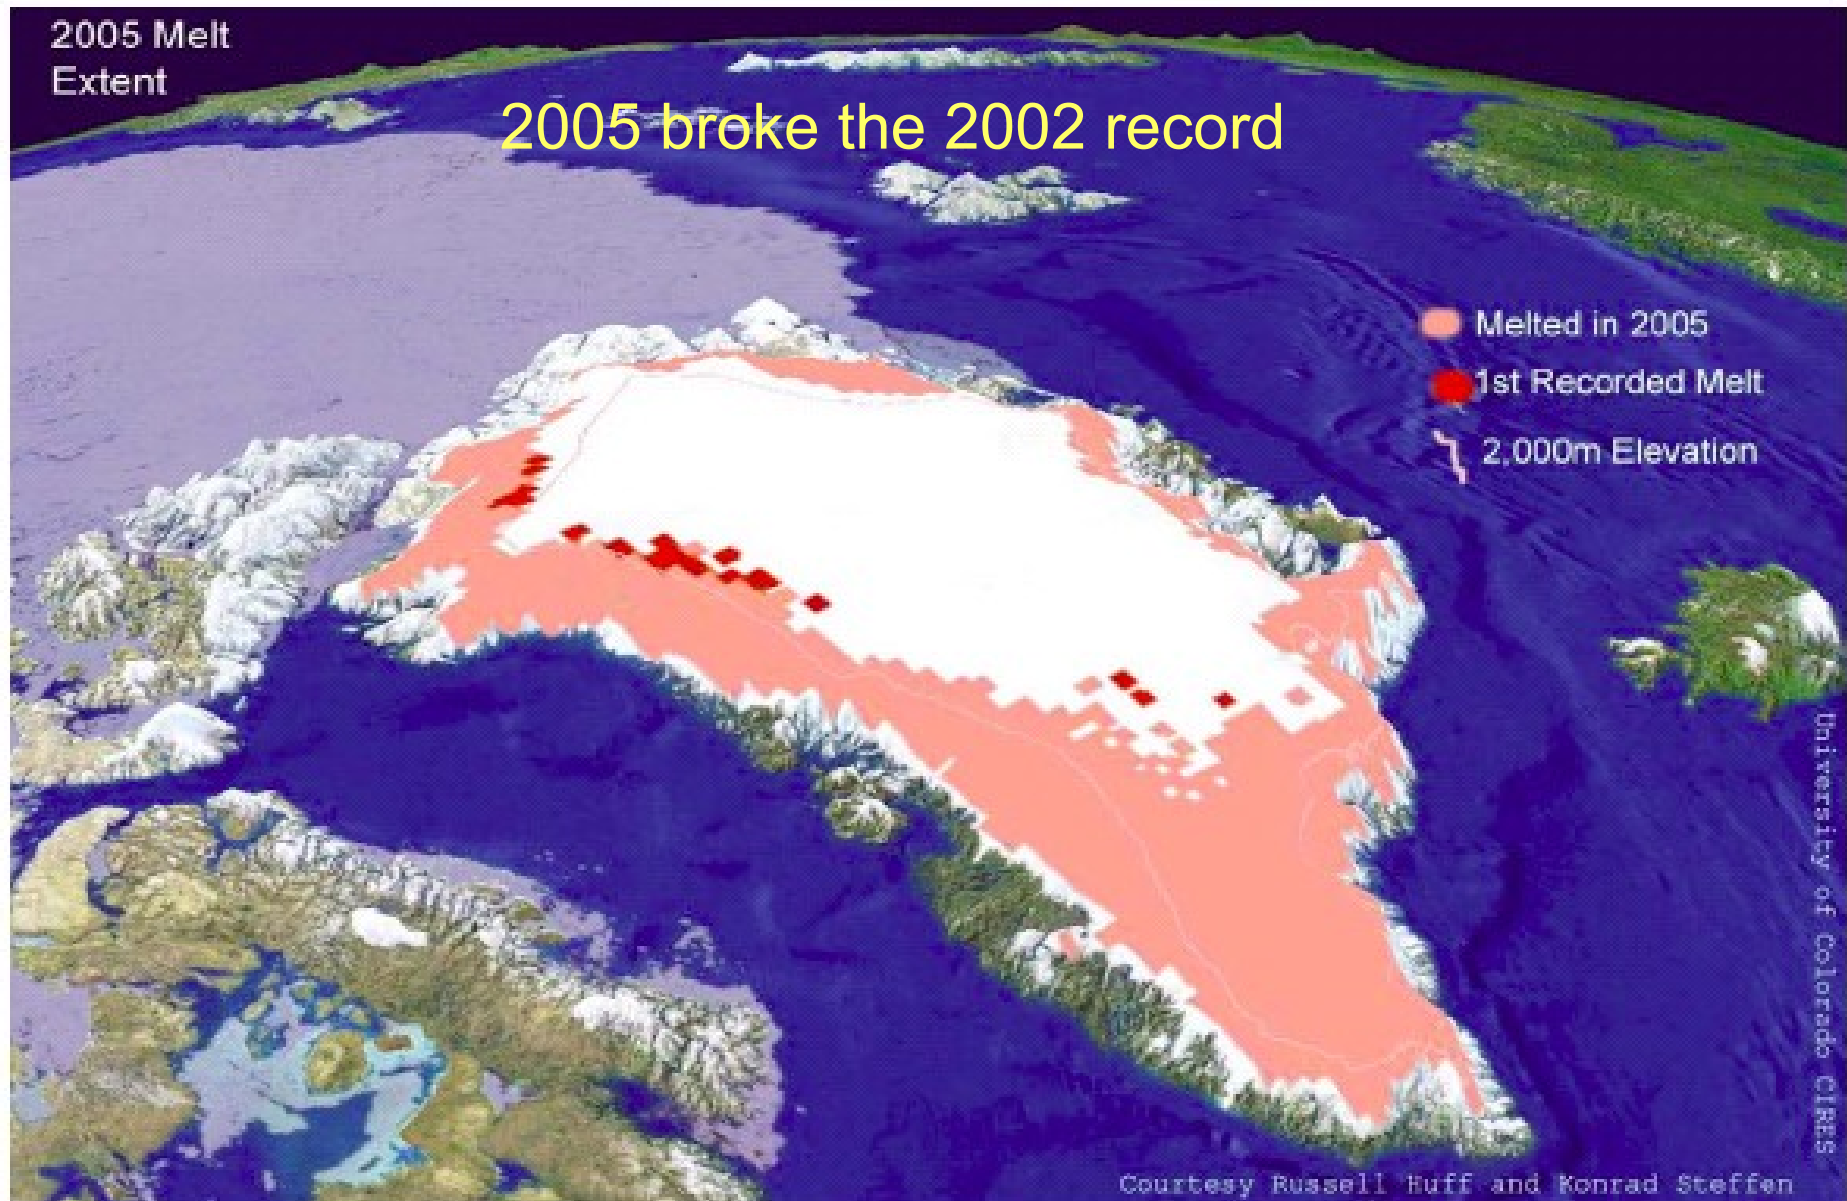 2005 Melt
Extent
2005 broke the 2002 record
Melted in 2005
1st Recorded Melt
2,000m Elevation
University of Colorado CIRES
Courtesy Russell Huff and Konrad Steffen